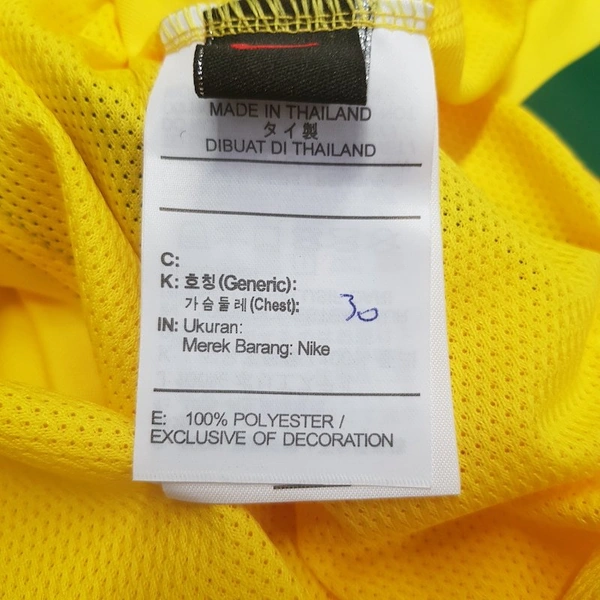 MADE IN THAILAND
タイ製
DIBUAT DI THAILAND
C:
K: 호칭(Generic):
가슴둘레(Chest): 30
IN: Ukuran:
Merek Barang: Nike
E: 100% POLYESTER /
EXCLUSIVE OF DECORATION